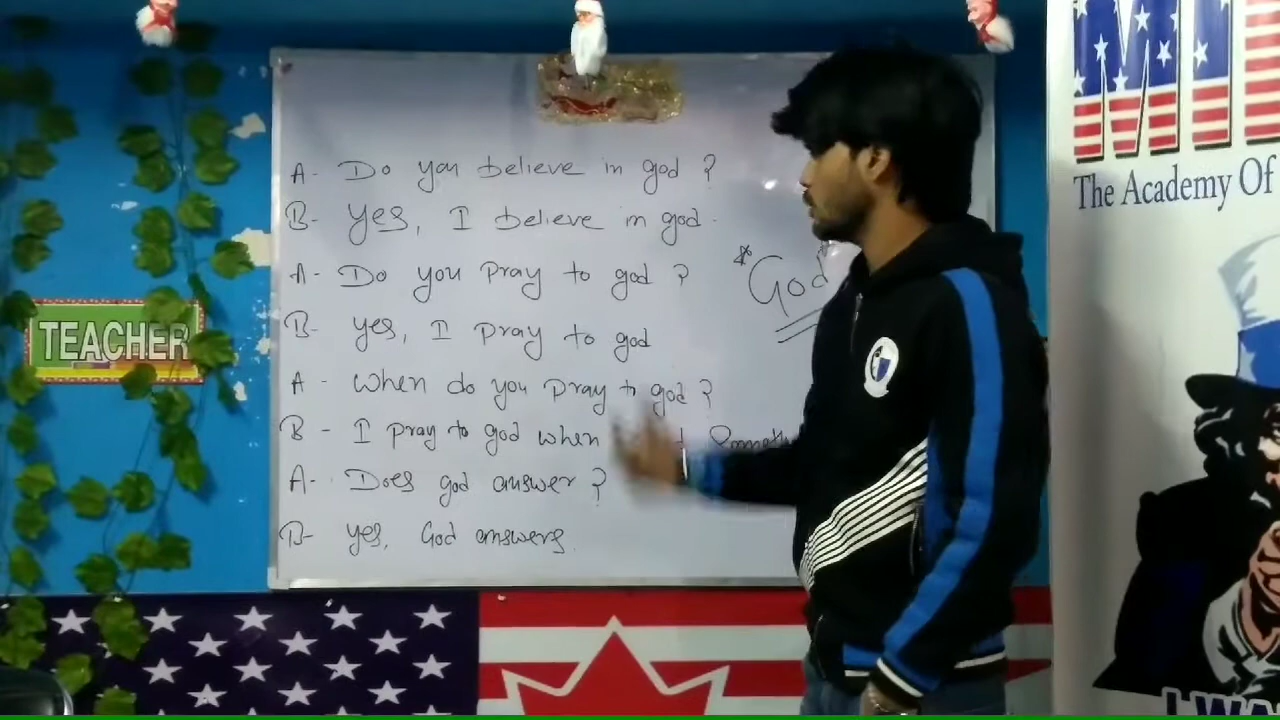 A- Do you believe in god ?
B- yes, I believe in god.
A- Do you pray to god ?
* God
B- yes, I pray to god
A- When do you pray to god ?
B- I pray to god when
A- Does god answer ?
B- yes, God answers.
TEACHER
The Academy Of
I WA